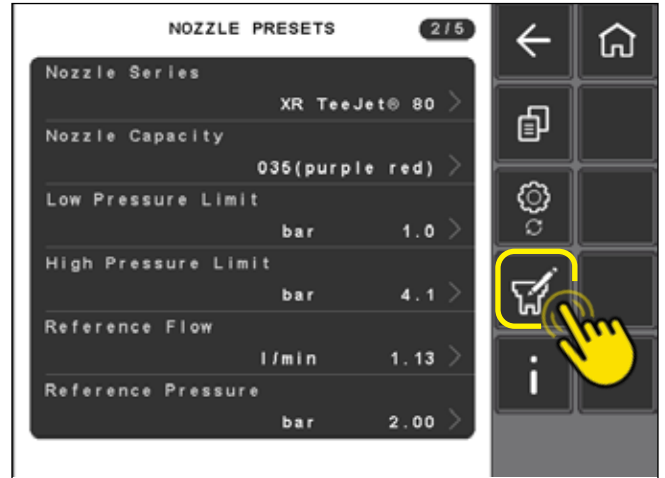 NOZZLE PRESETS 2/5
Nozzle Series
XR TeeJet® 80
Nozzle Capacity
035(purple red)
Low Pressure Limit
bar 1.0
High Pressure Limit
bar 4.1
Reference Flow
l/min 1.13
Reference Pressure
bar 2.00
i